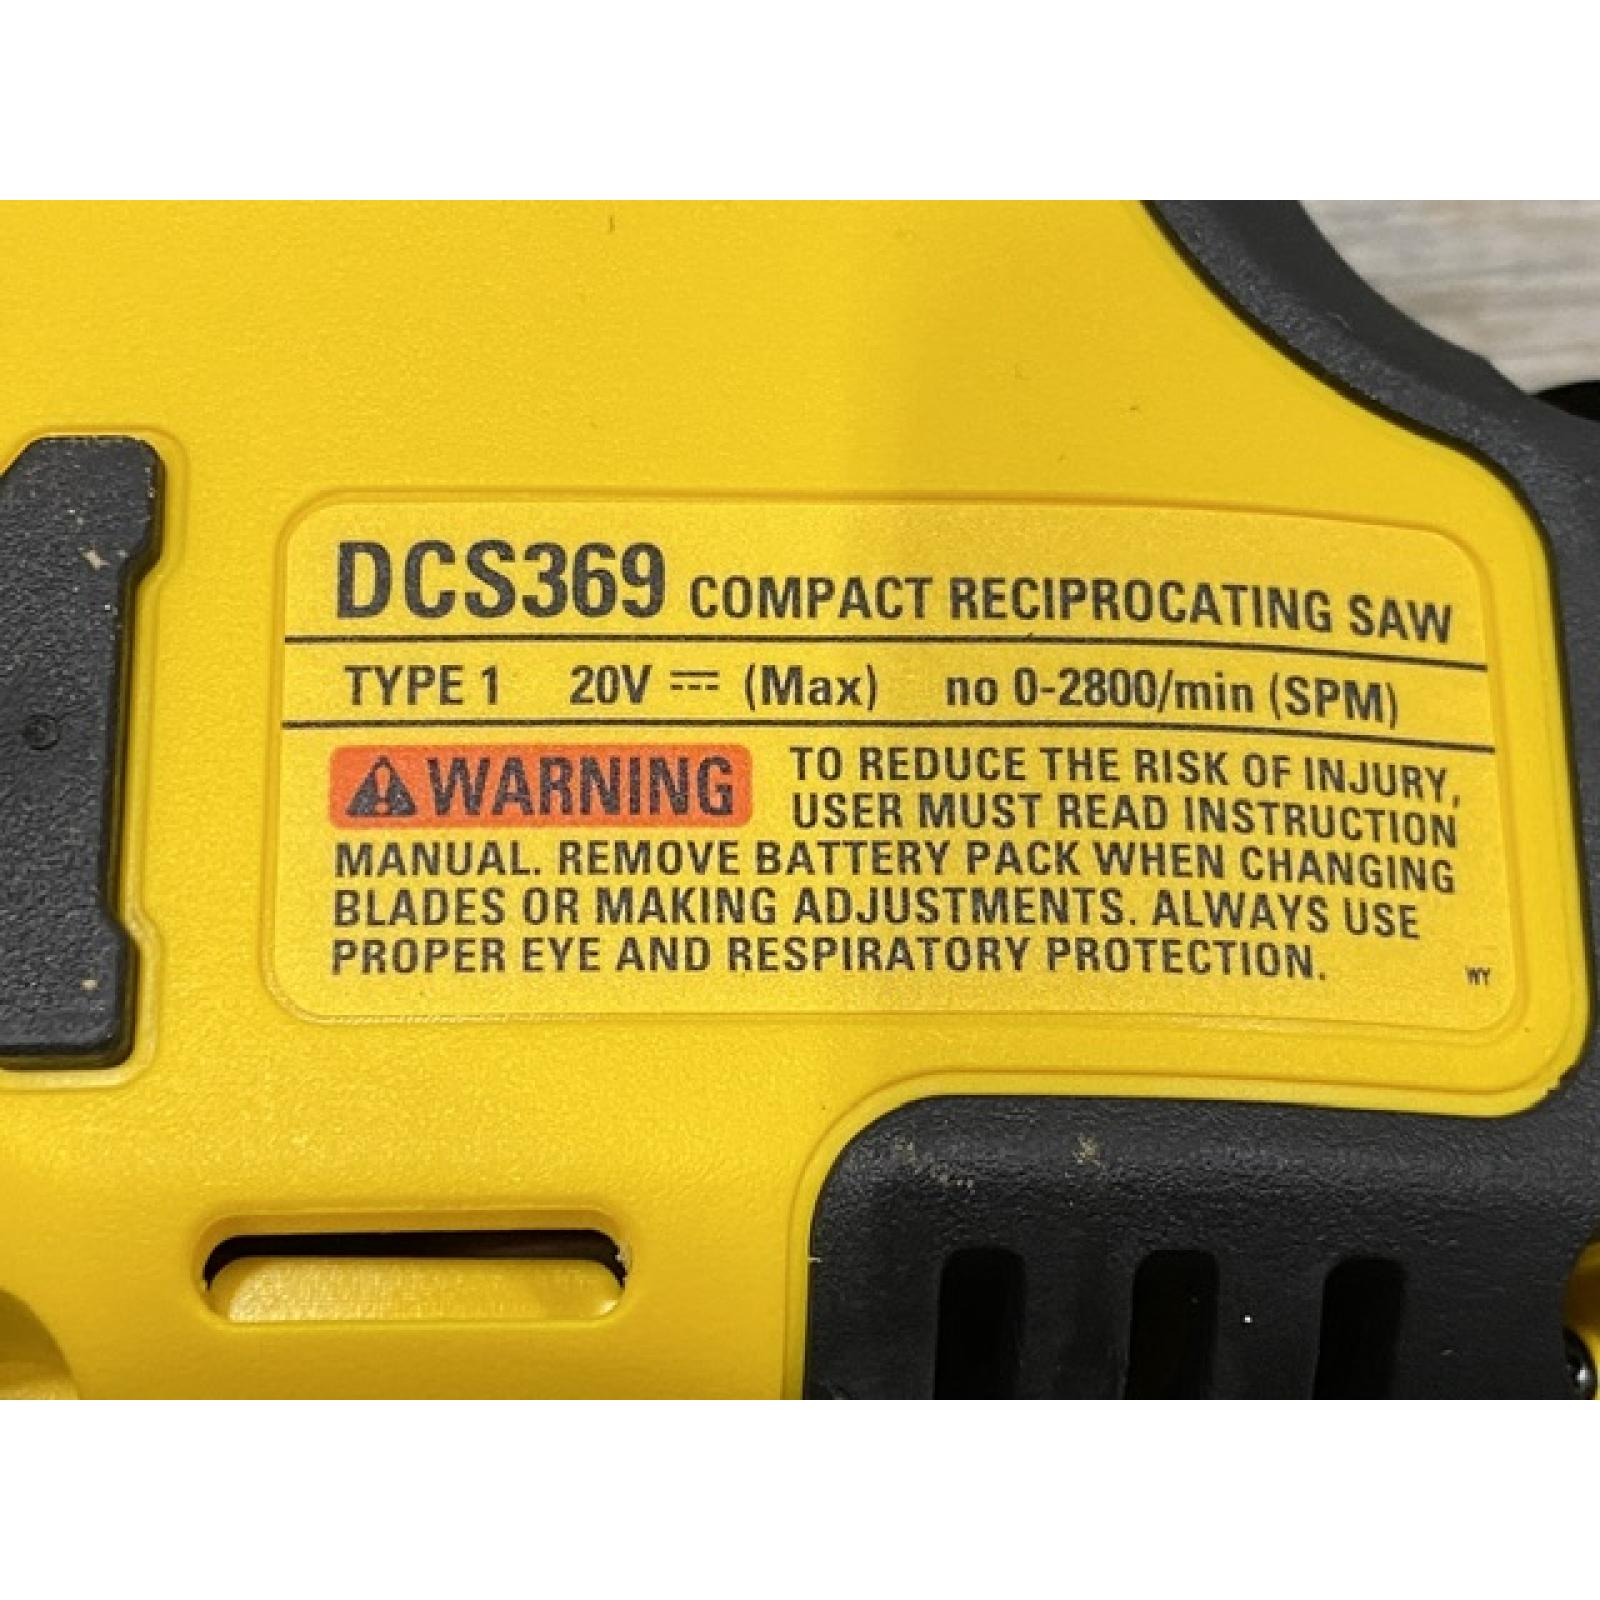 DCS369 COMPACT RECIPROCATING SAW
TYPE 1 20V ⎓ (Max) no 0-2800/min (SPM)
WARNING TO REDUCE THE RISK OF INJURY,
USER MUST READ INSTRUCTION
MANUAL. REMOVE BATTERY PACK WHEN CHANGING
BLADES OR MAKING ADJUSTMENTS. ALWAYS USE
PROPER EYE AND RESPIRATORY PROTECTION.
WY